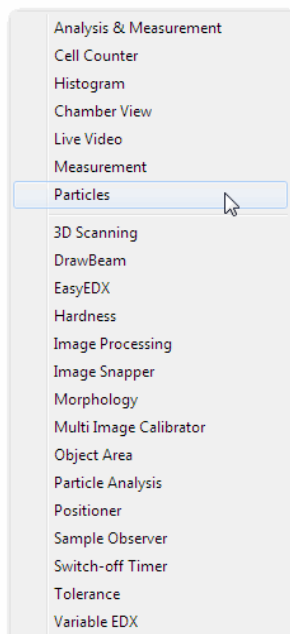 Analysis & Measurement
Cell Counter
Histogram
Chamber View
Live Video
Measurement
Particles
3D Scanning
DrawBeam
EasyEDX
Hardness
Image Processing
Image Snapper
Morphology
Multi Image Calibrator
Object Area
Particle Analysis
Positioner
Sample Observer
Switch-off Timer
Tolerance
Variable EDX